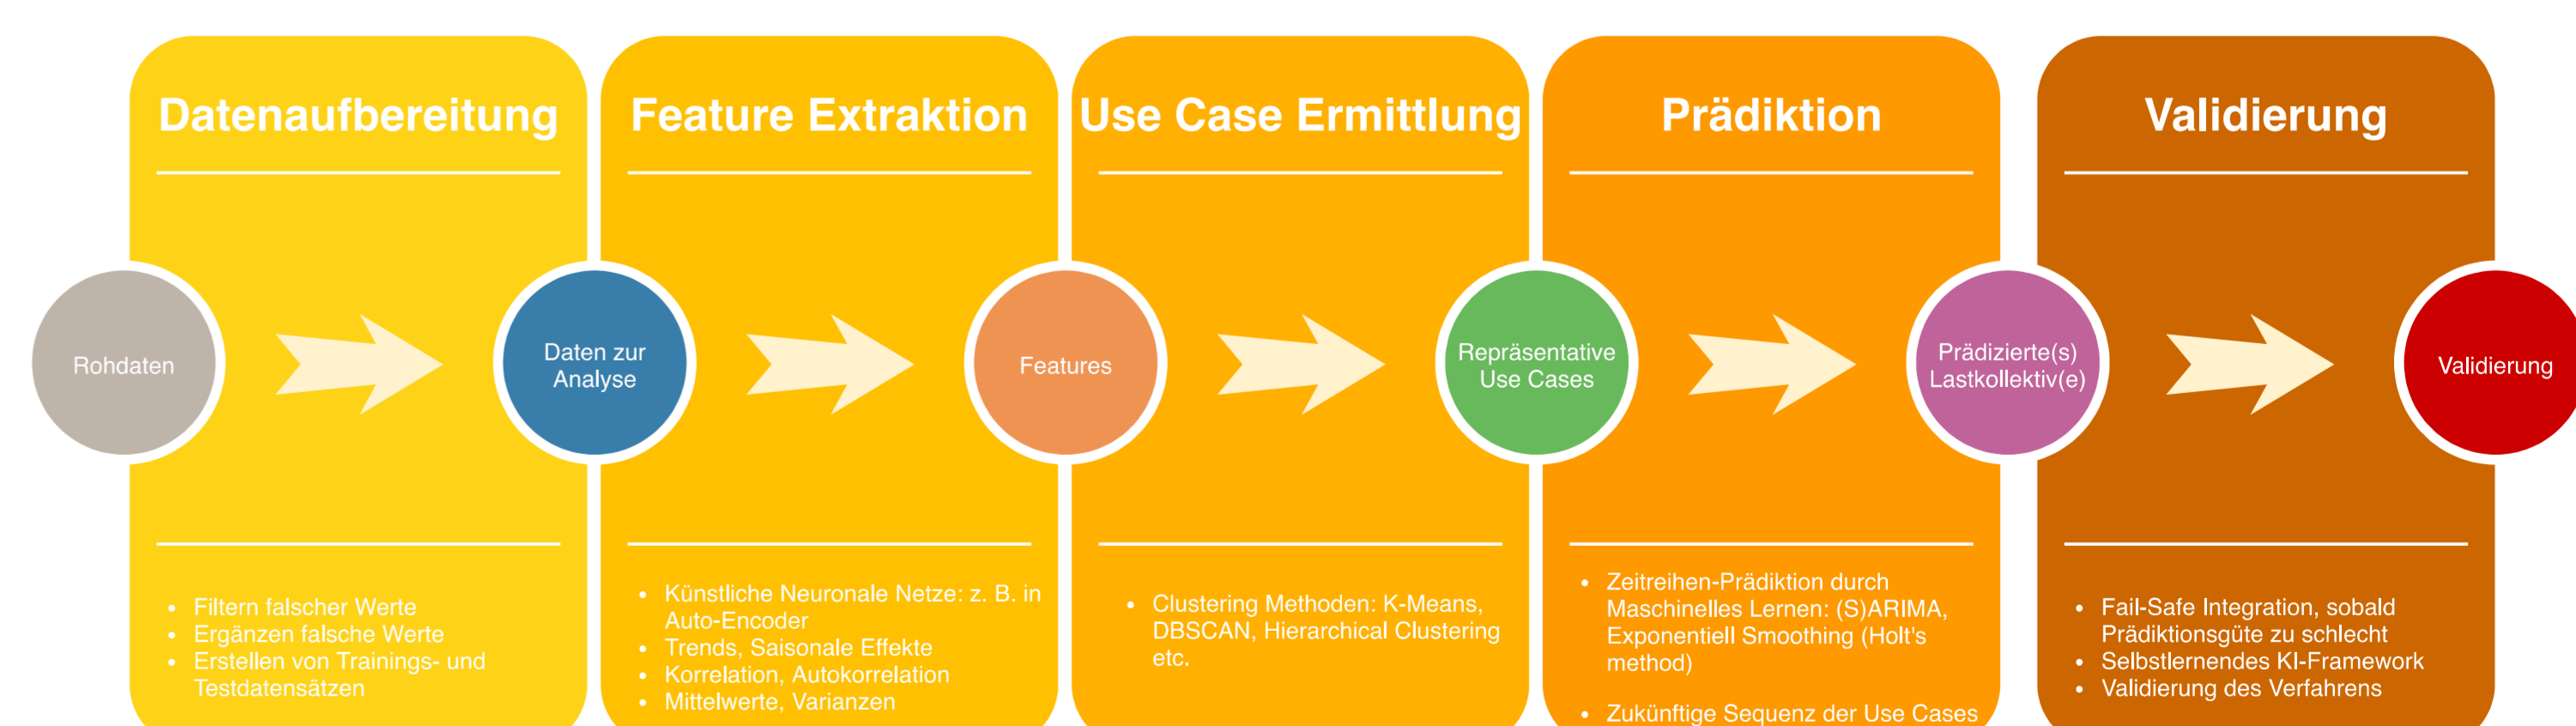 Datenaufbereitung
Feature Extraktion
Use Case Ermittlung
Prädiktion
Validierung
Rohdaten
Daten zur
Analyse
Features
Repräsentative
Use Cases
Prädizierte(s)
Lastkollektiv(e)
Validierung
• Filtern falscher Werte
• Ergänzen falsche Werte
• Erstellen von Trainings- und
Testdatensätzen
• Künstliche Neuronale Netze: z. B. in
Auto-Encoder
• Trends, Saisonale Effekte
• Korrelation, Autokorrelation
• Mittelwerte, Varianzen
• Clustering Methoden: K-Means,
DBSCAN, Hierarchical Clustering
etc.
• Zeitreihen-Prädiktion durch
Maschinelles Lernen: (S)ARIMA,
Exponentiell Smoothing (Holt's
method)
• Zukünftige Sequenz der Use Cases
• Fail-Safe Integration, sobald
Prädiktionsgüte zu schlecht
• Selbstlernendes KI-Framework
• Validierung des Verfahrens